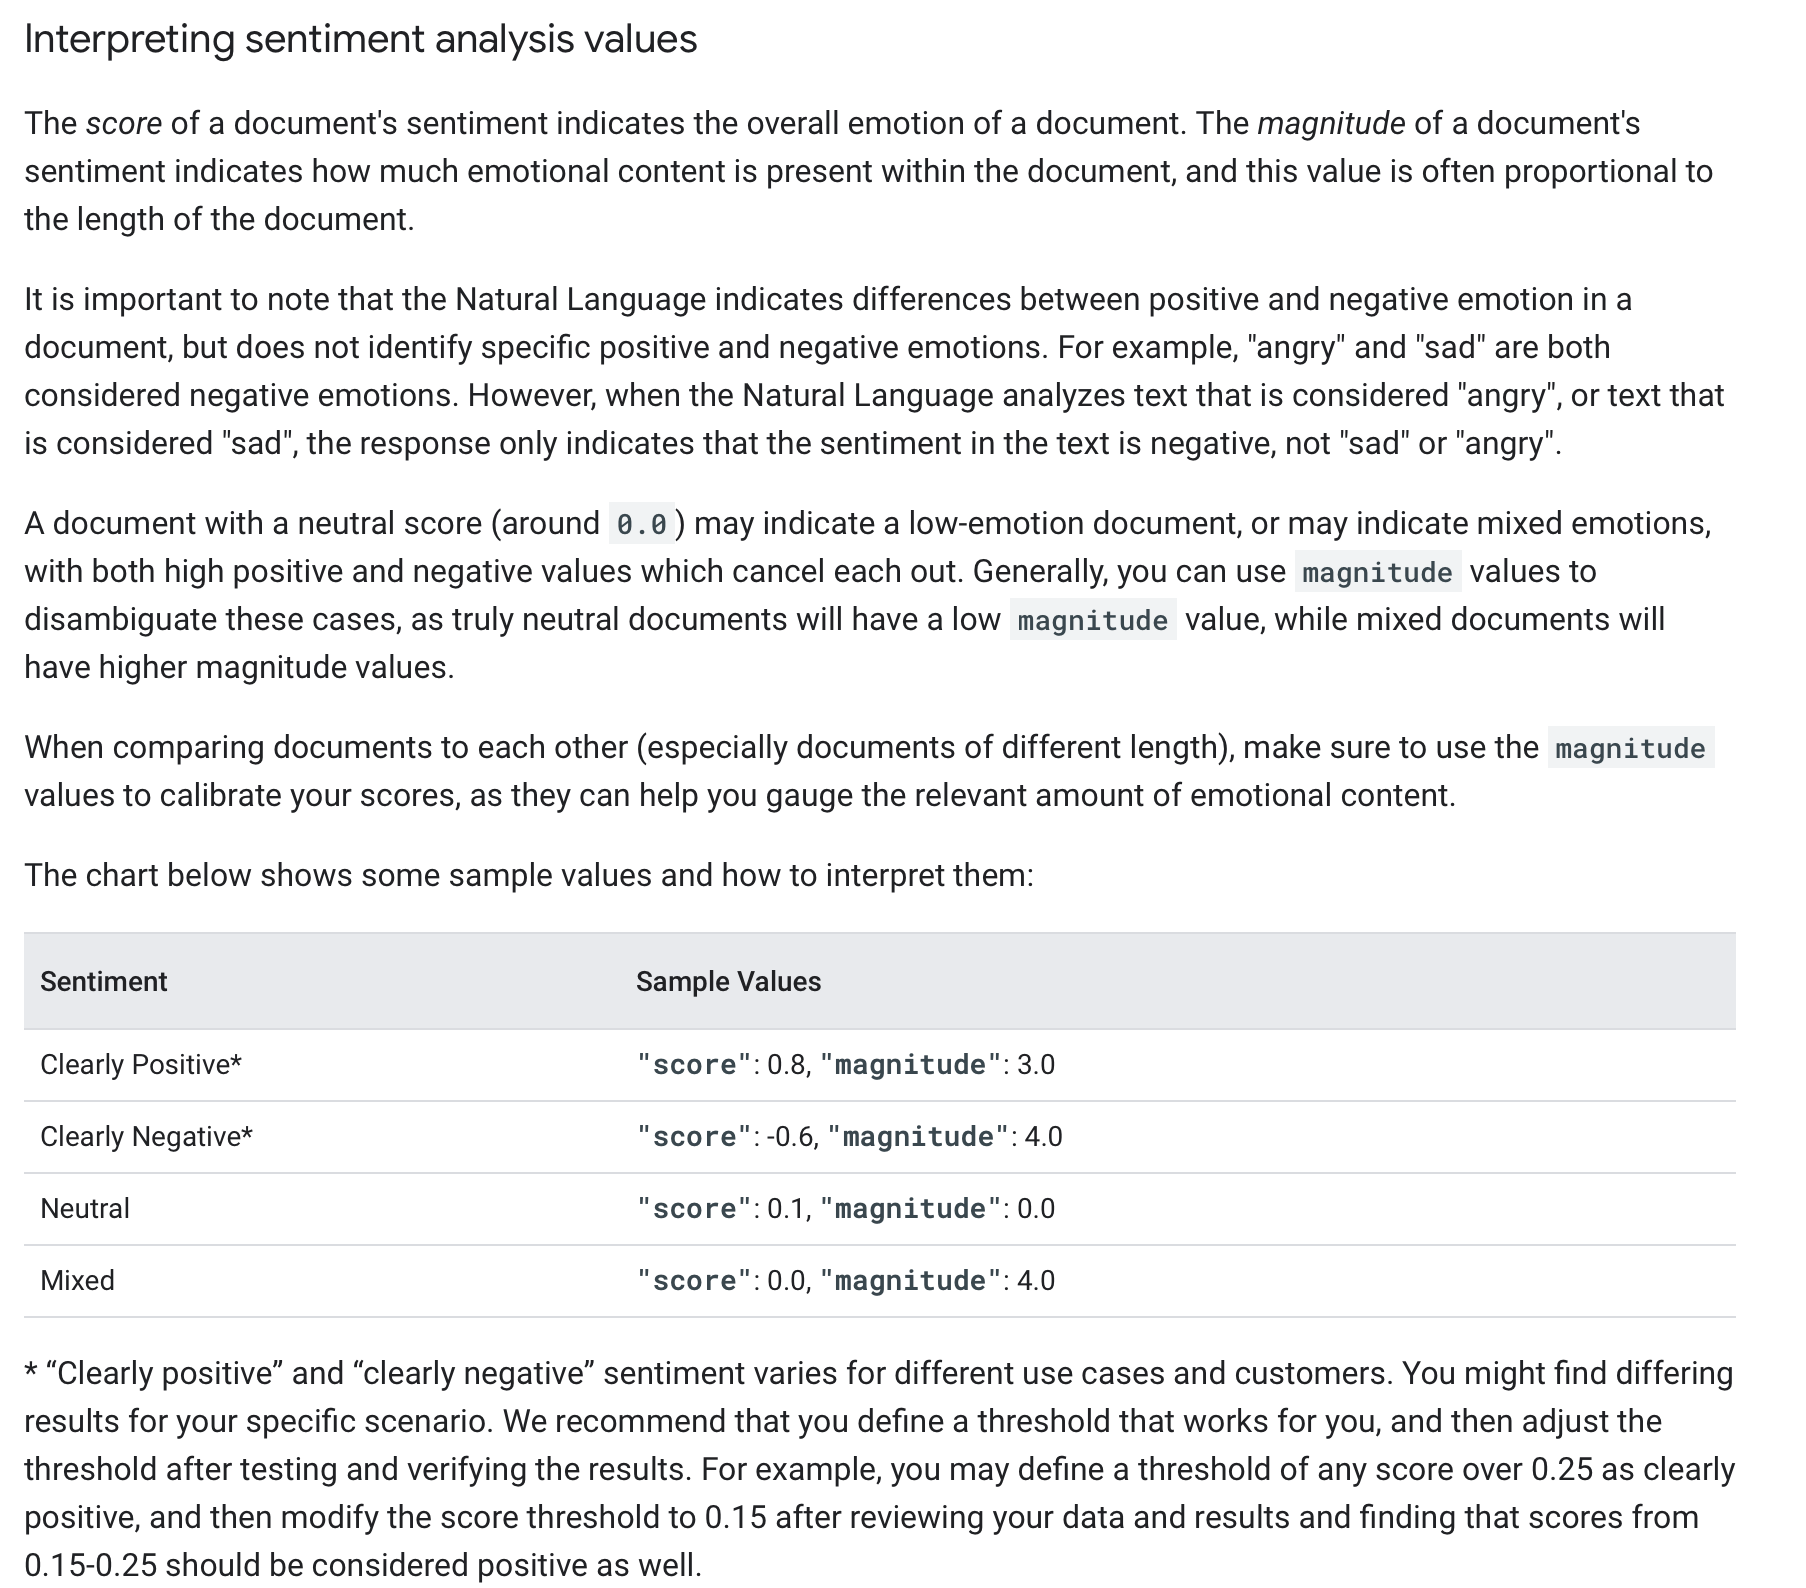 Interpreting sentiment analysis values
The score of a document's sentiment indicates the overall emotion of a document. The magnitude of a document's
sentiment indicates how much emotional content is present within the document, and this value is often proportional to
the length of the document.
It is important to note that the Natural Language indicates differences between positive and negative emotion in a
document, but does not identify specific positive and negative emotions. For example, "angry" and "sad" are both
considered negative emotions. However, when the Natural Language analyzes text that is considered "angry", or text that
is considered "sad", the response only indicates that the sentiment in the text is negative, not "sad" or "angry".
A document with a neutral score (around 0.0) may indicate a low-emotion document, or may indicate mixed emotions,
with both high positive and negative values which cancel each out. Generally, you can use magnitude values to
disambiguate these cases, as truly neutral documents will have a low magnitude value, while mixed documents will
have higher magnitude values.
When comparing documents to each other (especially documents of different length), make sure to use the magnitude
values to calibrate your scores, as they can help you gauge the relevant amount of emotional content.
The chart below shows some sample values and how to interpret them:
Sentiment Sample Values
Clearly Positive* "score": 0.8, "magnitude": 3.0
Clearly Negative* "score": -0.6, "magnitude": 4.0
Neutral "score": 0.1, "magnitude": 0.0
Mixed "score": 0.0, "magnitude": 4.0
* “Clearly positive” and “clearly negative” sentiment varies for different use cases and customers. You might find differing
results for your specific scenario. We recommend that you define a threshold that works for you, and then adjust the
threshold after testing and verifying the results. For example, you may define a threshold of any score over 0.25 as clearly
positive, and then modify the score threshold to 0.15 after reviewing your data and results and finding that scores from
0.15-0.25 should be considered positive as well.